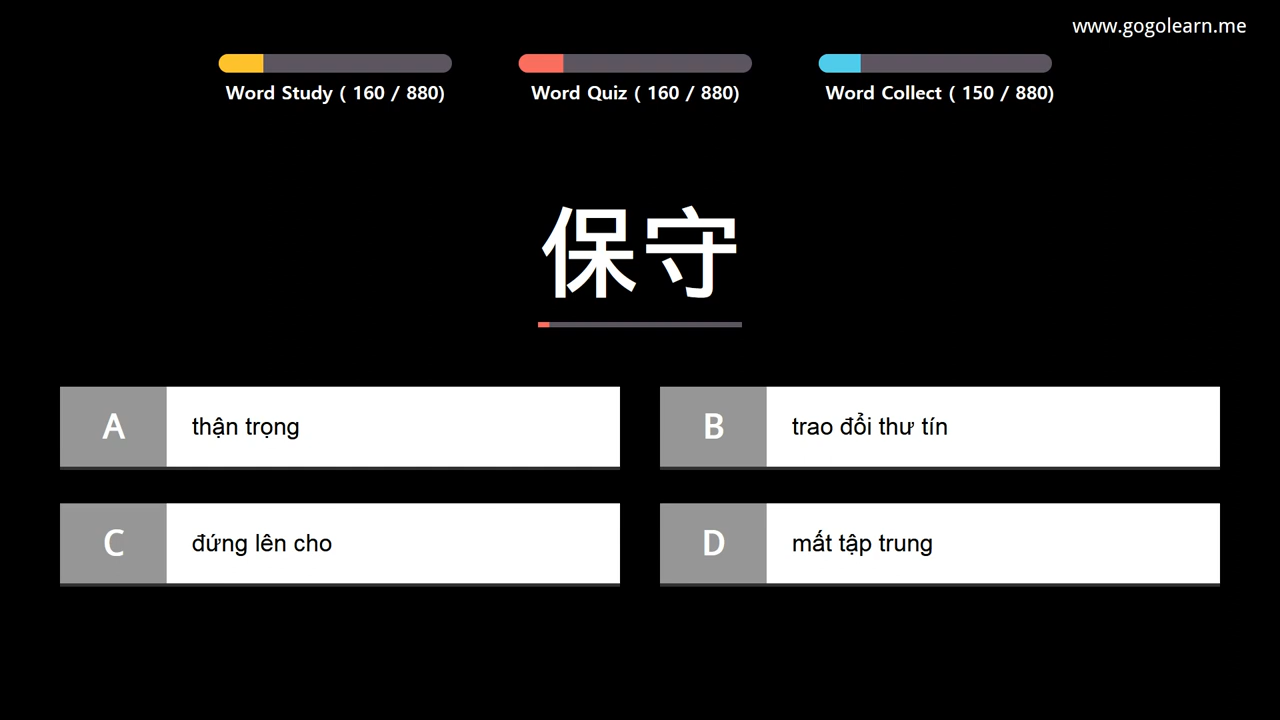 www.gogolearn.me
Word Study ( 160 / 880)
Word Quiz ( 160 / 880)
Word Collect ( 150 / 880)
保守
A
thận trọng
B
trao đổi thư tín
C
đứng lên cho
D
mất tập trung